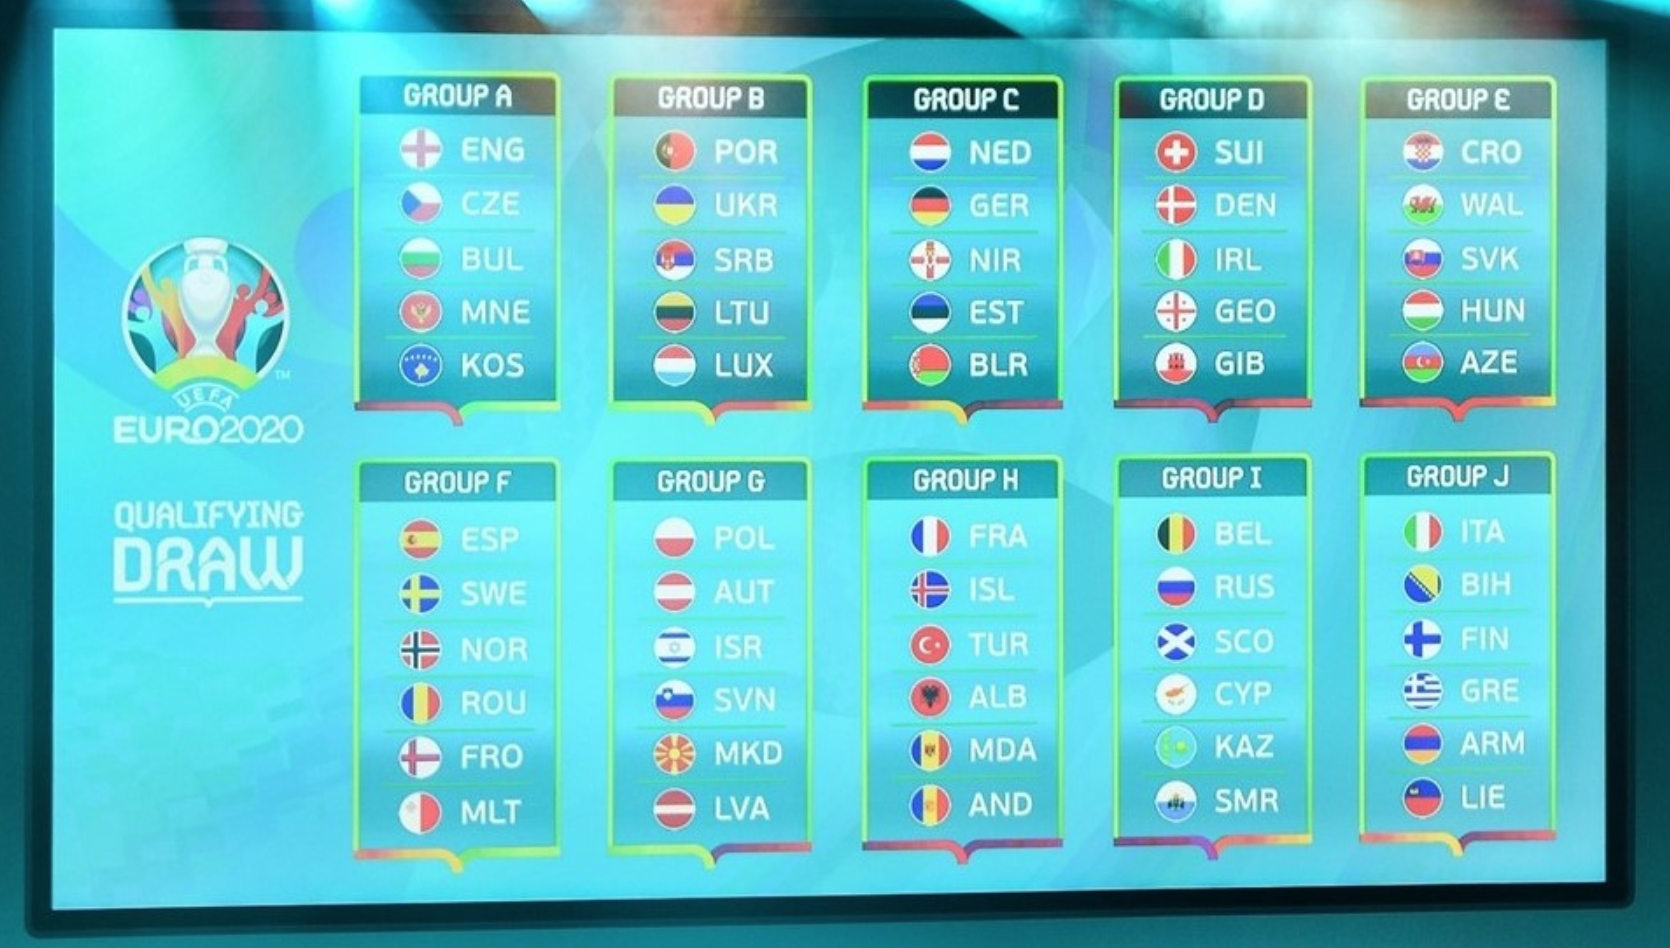 UEFA
EURO2020
QUALIFYING
DRAW
GROUP A
ENG
CZE
BUL
MNE
KOS
GROUP B
POR
UKR
SRB
LTU
LUX
GROUP C
NED
GER
NIR
EST
BLR
GROUP D
SUI
DEN
IRL
GEO
GIB
GROUP E
CRO
WAL
SVK
HUN
AZE
GROUP F
ESP
SWE
NOR
ROU
FRO
MLT
GROUP G
POL
AUT
ISR
SVN
MKD
LVA
GROUP H
FRA
ISL
TUR
ALB
MDA
AND
GROUP I
BEL
RUS
SCO
CYP
KAZ
SMR
GROUP J
ITA
BIH
FIN
GRE
ARM
LIE
TM